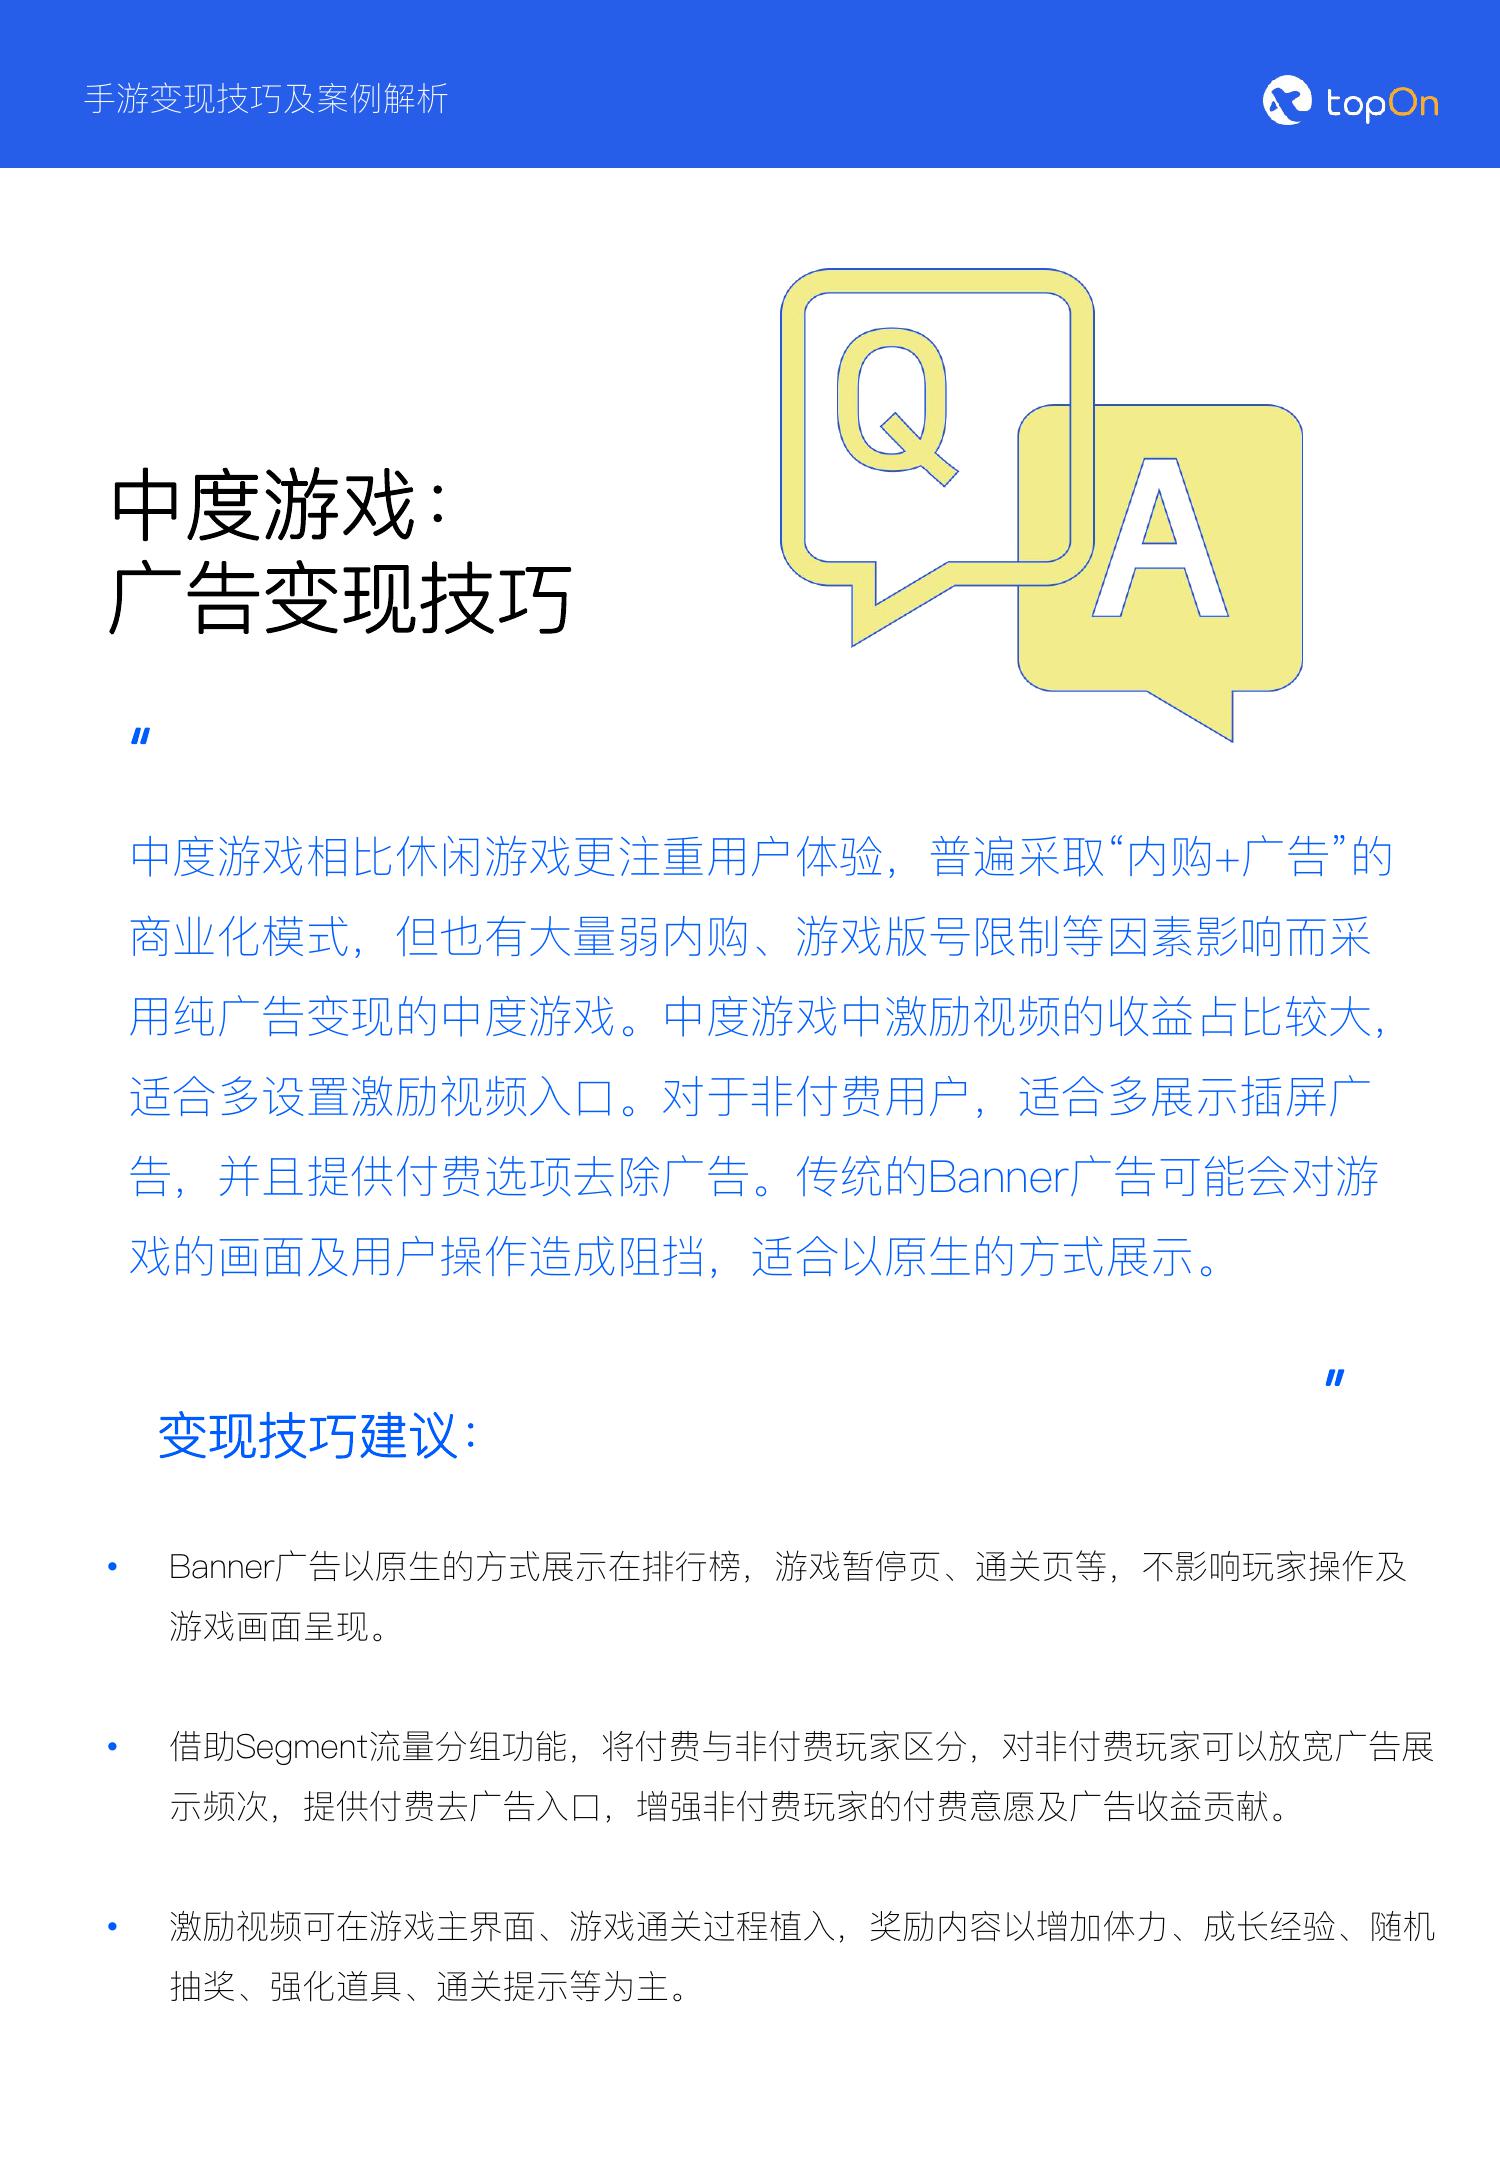 手游变现技巧及案例解析
topOn
Q
A
中度游戏：
广告变现技巧
"
中度游戏相比休闲游戏更注重用户体验，普遍采取“内购+广告”的
商业化模式，但也有大量弱内购、游戏版号限制等因素影响而采
用纯广告变现的中度游戏。中度游戏中激励视频的收益占比较大，
适合多设置激励视频入口。对于非付费用户，适合多展示插屏广
告，并且提供付费选项去除广告。传统的Banner广告可能会对游
戏的画面及用户操作造成阻挡，适合以原生的方式展示。
"
变现技巧建议：
• Banner广告以原生的方式展示在排行榜，游戏暂停页、通关页等，不影响玩家操作及
游戏画面呈现。
• 借助Segment流量分组功能，将付费与非付费玩家区分，对非付费玩家可以放宽广告展
示频次，提供付费去广告入口，增强非付费玩家的付费意愿及广告收益贡献。
• 激励视频可在游戏主界面、游戏通关过程植入，奖励内容以增加体力、成长经验、随机
抽奖、强化道具、通关提示等为主。